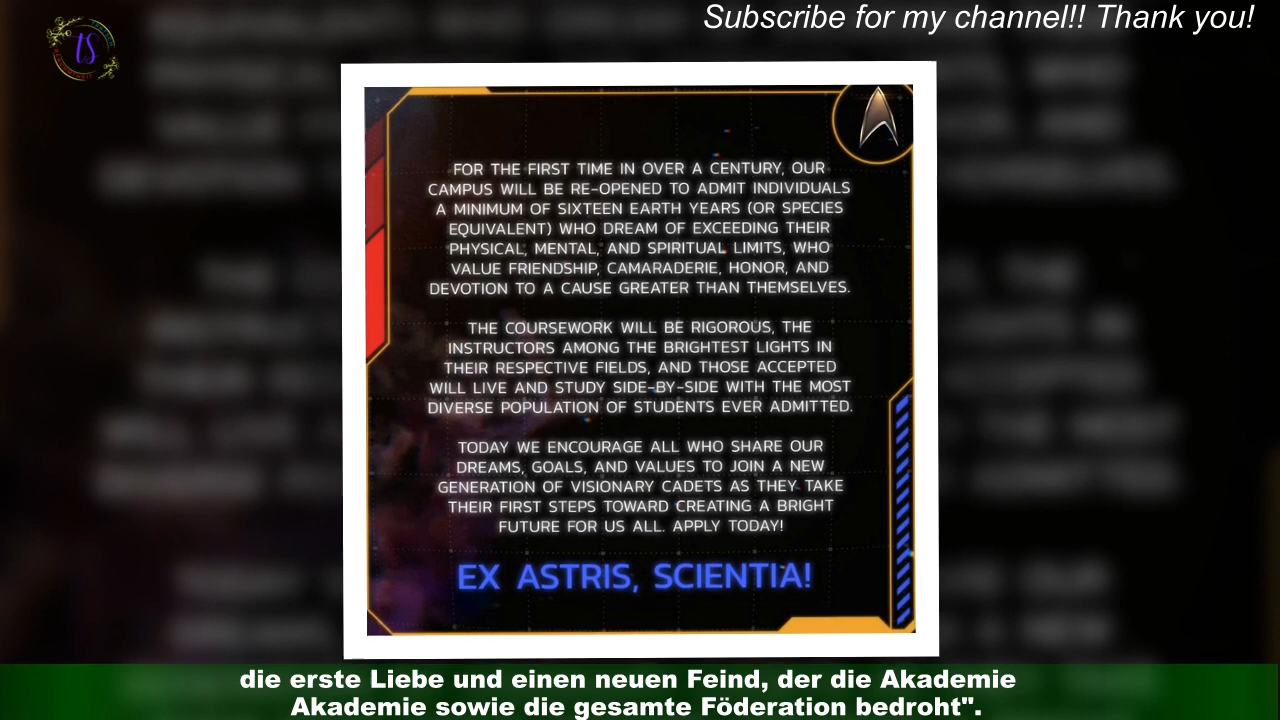 Subscribe for my channel!! Thank you!
FOR THE FIRST TIME IN OVER A CENTURY, OUR
CAMPUS WILL BE RE-OPENED TO ADMIT INDIVIDUALS
A MINIMUM OF SIXTEEN EARTH YEARS (OR SPECIES
EQUIVALENT) WHO DREAM OF EXCEEDING THEIR
PHYSICAL, MENTAL, AND SPIRITUAL LIMITS, WHO
VALUE FRIENDSHIP, CAMARADERIE, HONOR, AND
DEVOTION TO A CAUSE GREATER THAN THEMSELVES.
THE COURSEWORK WILL BE RIGOROUS, THE
INSTRUCTORS AMONG THE BRIGHTEST LIGHTS IN
THEIR RESPECTIVE FIELDS, AND THOSE ACCEPTED
WILL LIVE AND STUDY SIDE-BY-SIDE WITH THE MOST
DIVERSE POPULATION OF STUDENTS EVER ADMITTED.
TODAY WE ENCOURAGE ALL WHO SHARE OUR
DREAMS, GOALS, AND VALUES TO JOIN A NEW
GENERATION OF VISIONARY CADETS AS THEY TAKE
THEIR FIRST STEPS TOWARD CREATING A BRIGHT
FUTURE FOR US ALL. APPLY TODAY!
EX ASTRIS, SCIENTIA!
die erste Liebe und einen neuen Feind, der die Akademie
Akademie sowie die gesamte Föderation bedroht".